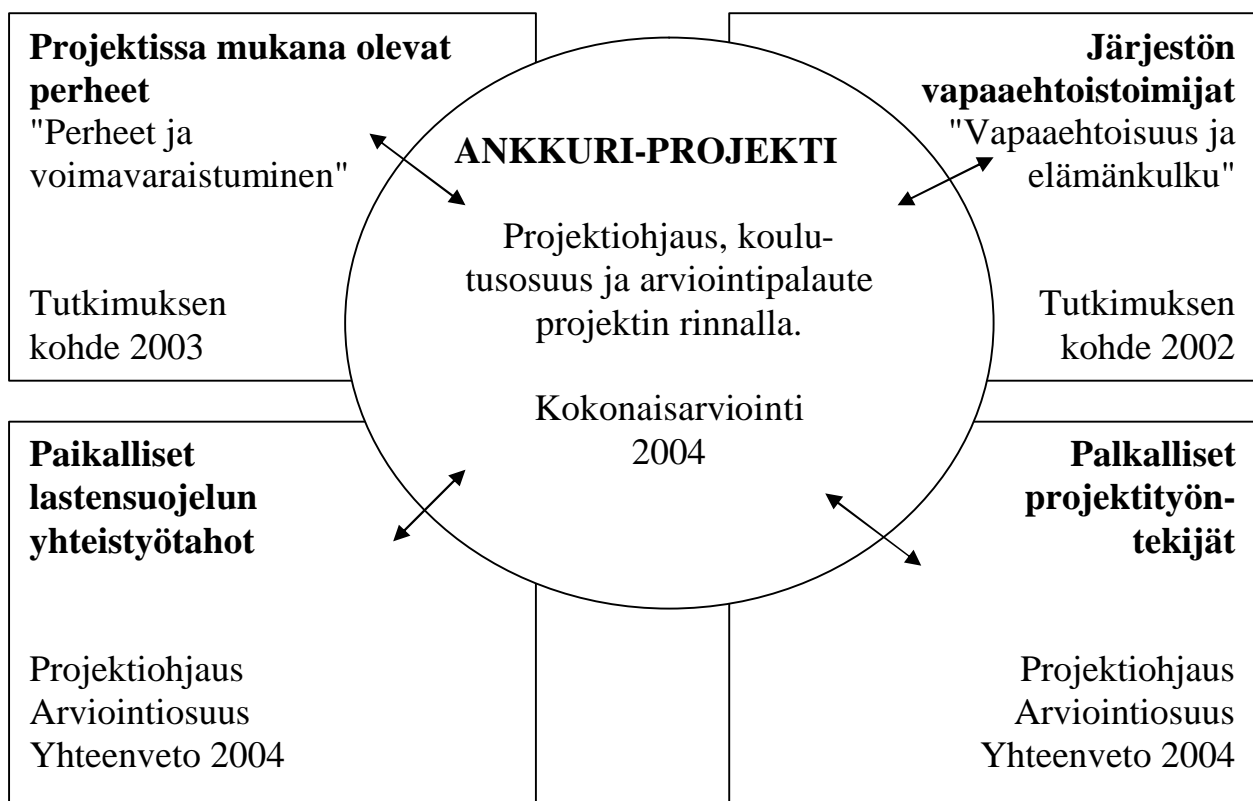 Projektissa mukana olevat
perheet
"Perheet ja
voimavaraistuminen"
Tutkimuksen
kohde 2003
Järjestön
vapaaehtoistoimijat
"Vapaaehtoisuus ja
elämänkulku"
Tutkimuksen
kohde 2002
ANKKURI-PROJEKTI
Projektiohjaus, koulu-
tusosuus ja arviointipalaute
projektin rinnalla.
Kokonaisarviointi
2004
Paikalliset
lastensuojelun
yhteistyötahot
Projektiohjaus
Arviointiosuus
Yhteenveto 2004
Palkalliset
projektityön-
tekijät
Projektiohjaus
Arviointiosuus
Yhteenveto 2004